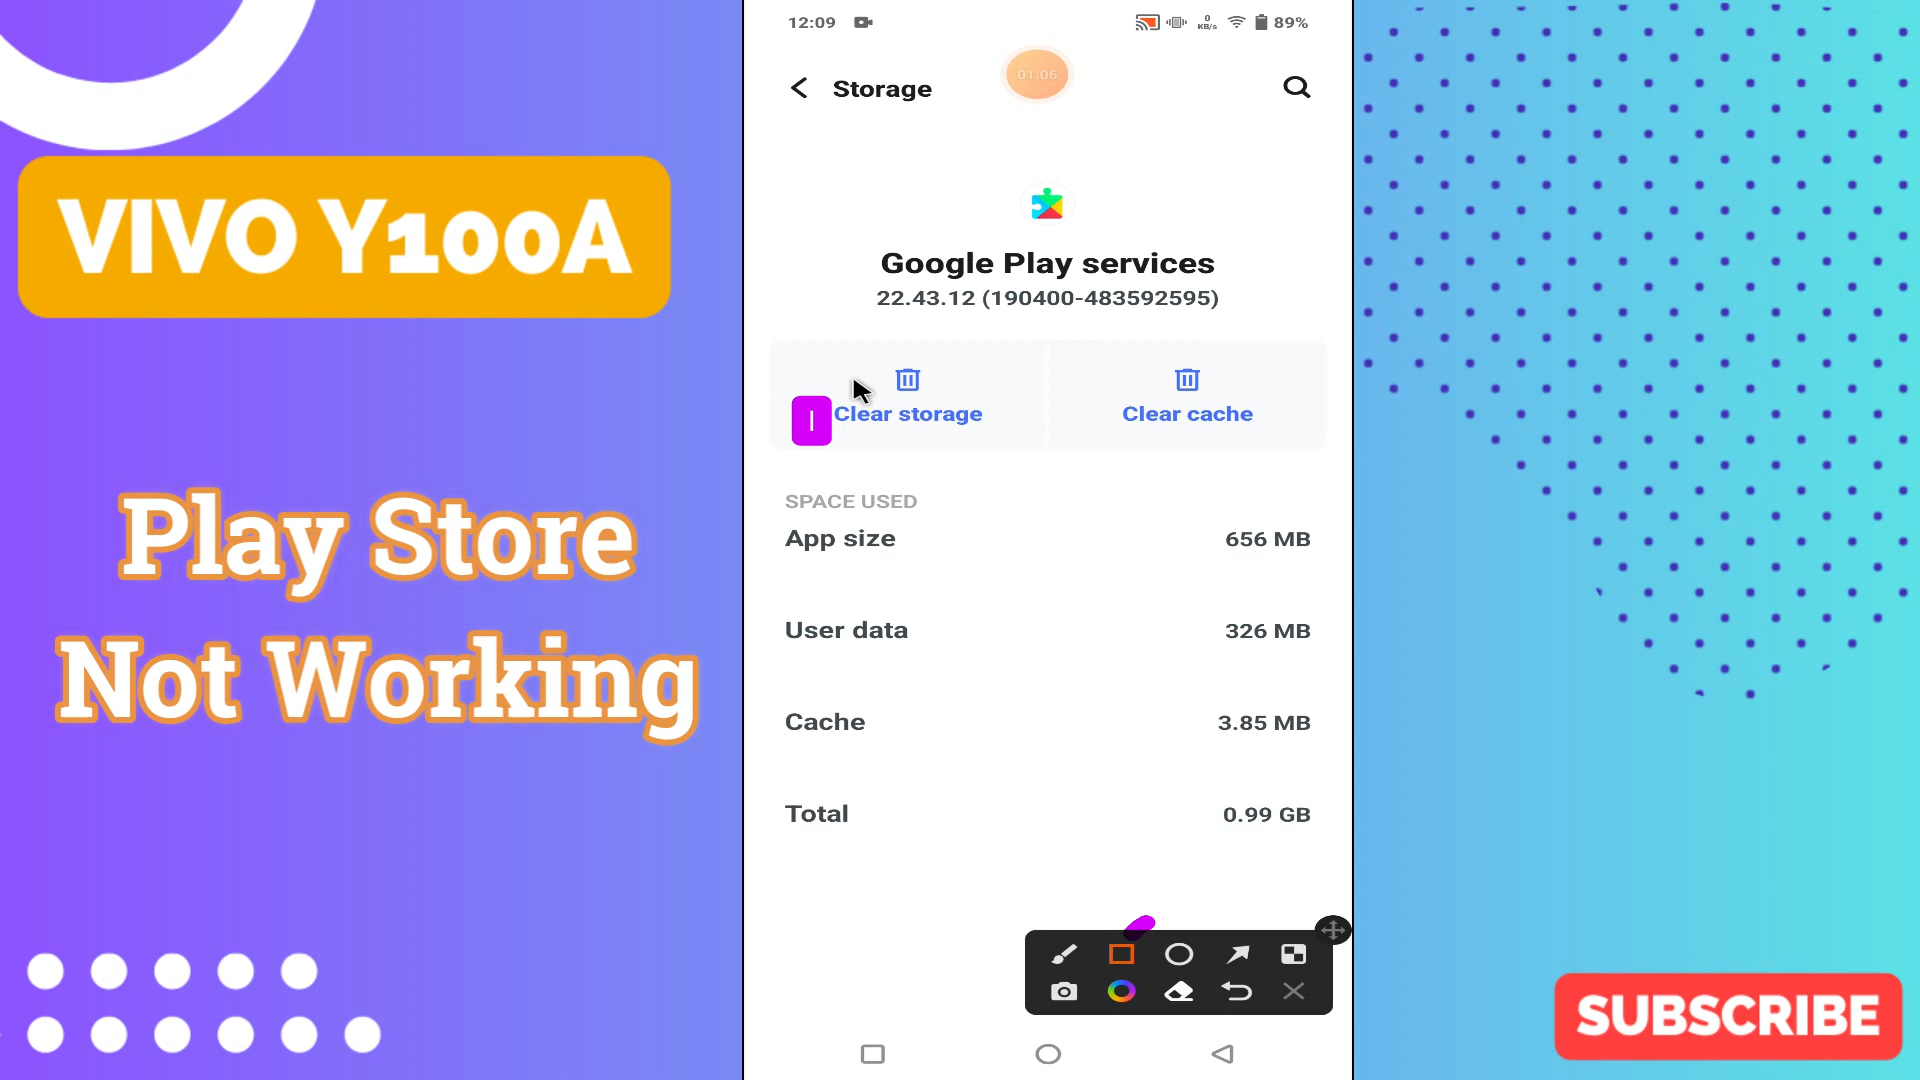 12:09
0
KB/s
89%
Storage
01:06
VIVO Y100A
Google Play services
22.43.12 (190400-483592595)
Clear storage
Clear cache
Play Store
Not Working
SPACE USED
App size
656 MB
User data
326 MB
Cache
3.85 MB
Total
0.99 GB
SUBSCRIBE